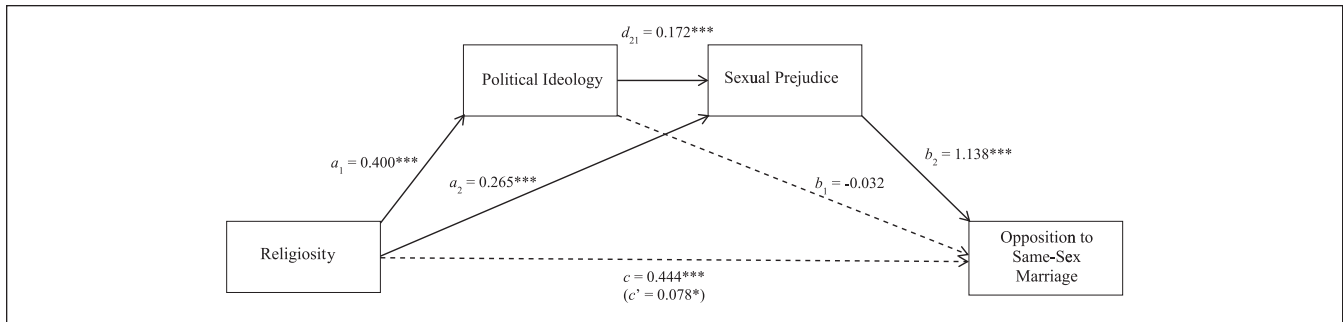 d21 = 0.172***
Political Ideology
Sexual Prejudice
a1 = 0.400***
a2 = 0.265***
b1 = -0.032
b2 = 1.138***
Religiosity
Opposition to
Same-Sex
Marriage
c = 0.444***
(c’ = 0.078*)